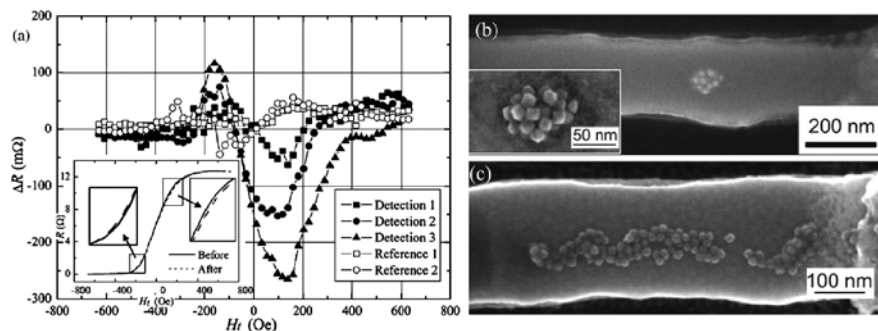 (a)
200
100
0
-100
-200
-300
ΔR (mΩ)
-800 -600 -400 -200 0 200 400 600 800
Ht (Oe)
Detection 1
Detection 2
Detection 3
Reference 1
Reference 2
12
8
4
0
R (Ω)
Before
After
-800 -400 0 400 800
Ht (Oe)
(b)
50 nm
200 nm
(c)
100 nm